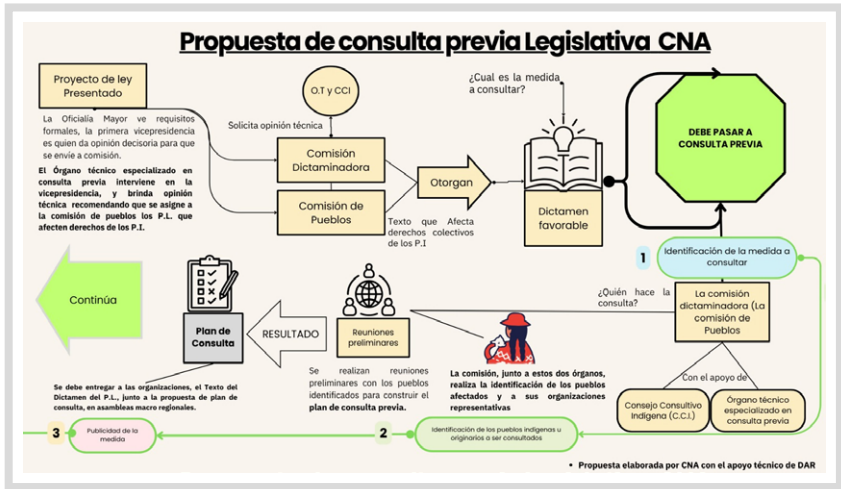 Propuesta de consulta previa Legislativa CNA
Proyecto de ley
Presentado
La Oficialía Mayor ve requisitos
formales, la primera vicepresidencia
es quien da opinión decisoria para que
se envie a comisión.
El Órgano técnico especializado en
consulta previa interviene en la
vicepresidencia, y brinda opinión
técnica recomendando que se asigne a
la comisión de pueblos los P.L. que
afecten derechos de los P.I.
O.T y CCI
Solicita opinión técnica
Comisión
Dictaminadora
Comisión de
Pueblos
Otorgan
Texto que Afecta
derechos colectivos
de los P.I
¿Cual es la medida
a consultar?
Dictamen
favorable
DEBE PASAR A
CONSULTA PREVIA
1
Identificación de la medida a
consultar
¿Quién hace la
consulta?
La comisión
dictaminadora (La
comisión de
Pueblos
Con el apoyo de
Consejo Consultivo
Indígena (C.C.I.)
Órgano técnico
especializado en
consulta previa
La comisión, junto a estos dos órganos,
realiza la identificación de los pueblos
afectados y a sus organizaciones
representativas
Reuniones
preliminares
Se realizan reuniones
preliminares con los pueblos
identificados para construir el
plan de consulta previa.
RESULTADO
Plan de
Consulta
Se debe entregar a las organizaciones, el Texto del
Dictamen del P.L., junto a la propuesta de plan de
consulta, en asambleas macro regionales.
Continúa
2
Identificación de los pueblos indígenas u
originarios a ser consultados
3
Publicidad de la
medida
• Propuesta elaborada por CNA con el apoyo técnico de DAR